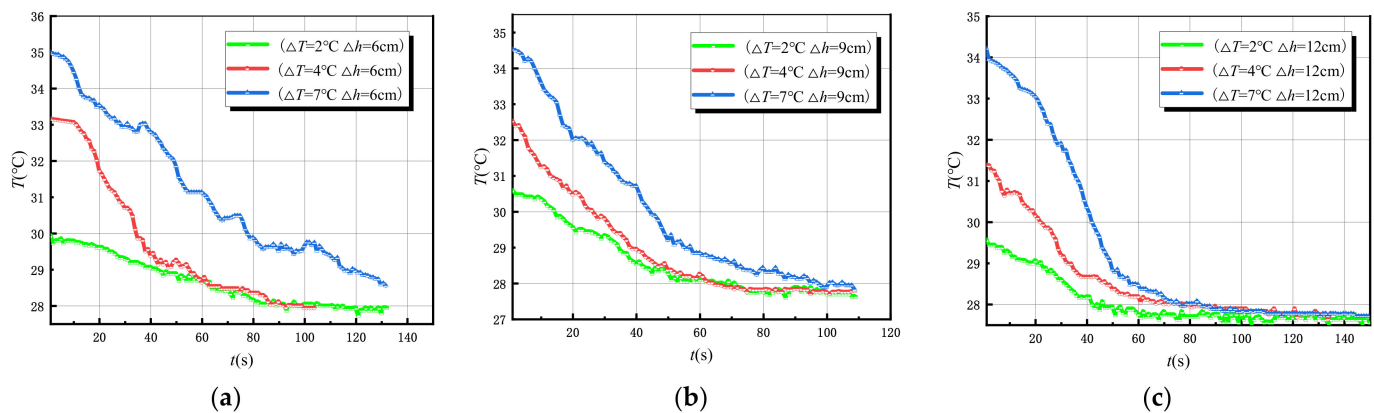 36
35
34
33
32
31
30
29
28
T(°C)
(△T=2℃ △h=6cm)
(△T=4℃ △h=6cm)
(△T=7℃ △h=6cm)
20 40 60 80 100 120 140
t(s)
(a)
35
34
33
32
31
30
29
28
27
T(°C)
(△T=2℃ △h=9cm)
(△T=4℃ △h=9cm)
(△T=7℃ △h=9cm)
20 40 60 80 100 120
t(s)
(b)
35
34
33
32
31
30
29
28
T(°C)
(△T=2℃ △h=12cm)
(△T=4℃ △h=12cm)
(△T=7℃ △h=12cm)
20 40 60 80 100 120 140
t(s)
(c)